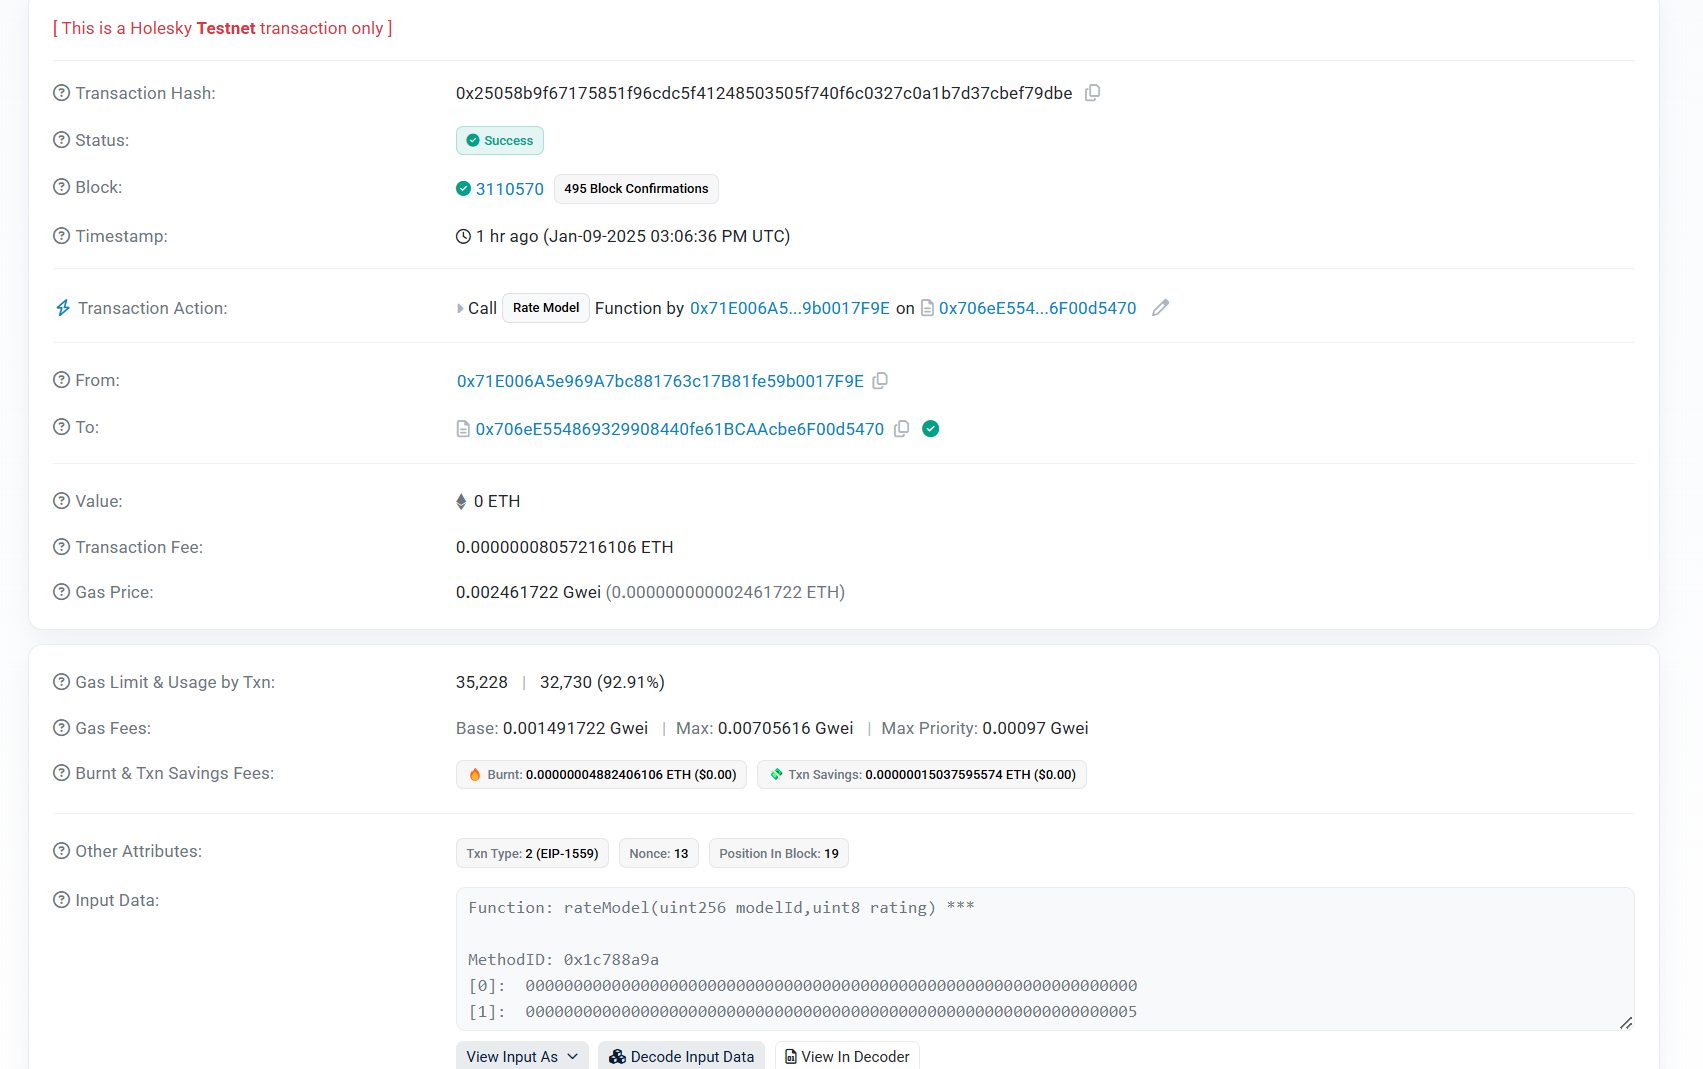 [ This is a Holesky Testnet transaction only ]
Transaction Hash: 0x25058b9f67175851f96cdc5f41248503505f740f6c0327c0a1b7d37cbef79dbe
Status: Success
Block: 3110570 495 Block Confirmations
Timestamp: 1 hr ago (Jan-09-2025 03:06:36 PM UTC)
Transaction Action: Call Rate Model Function by 0x71E006A5...9b0017F9E on 0x706eE554...6F00d5470
From: 0x71E006A5e969A7bc881763c17B81fe59b0017F9E
To: 0x706eE554869329908440fe61BCAAcbe6F00d5470
Value: 0 ETH
Transaction Fee: 0.00000008057216106 ETH
Gas Price: 0.002461722 Gwei (0.000000000002461722 ETH)
Gas Limit & Usage by Txn: 35,228 | 32,730 (92.91%)
Gas Fees: Base: 0.001491722 Gwei | Max: 0.00705616 Gwei | Max Priority: 0.00097 Gwei
Burnt & Txn Savings Fees: Burnt: 0.00000004882406106 ETH ($0.00) Txn Savings: 0.00000015037595574 ETH ($0.00)
Other Attributes: Txn Type: 2 (EIP-1559) Nonce: 13 Position In Block: 19
Input Data: Function: rateModel(uint256 modelId,uint8 rating) ***
MethodID: 0x1c788a9a
[0]: 0000000000000000000000000000000000000000000000000000000000000000
[1]: 0000000000000000000000000000000000000000000000000000000000000005
View Input As Decode Input Data View In Decoder